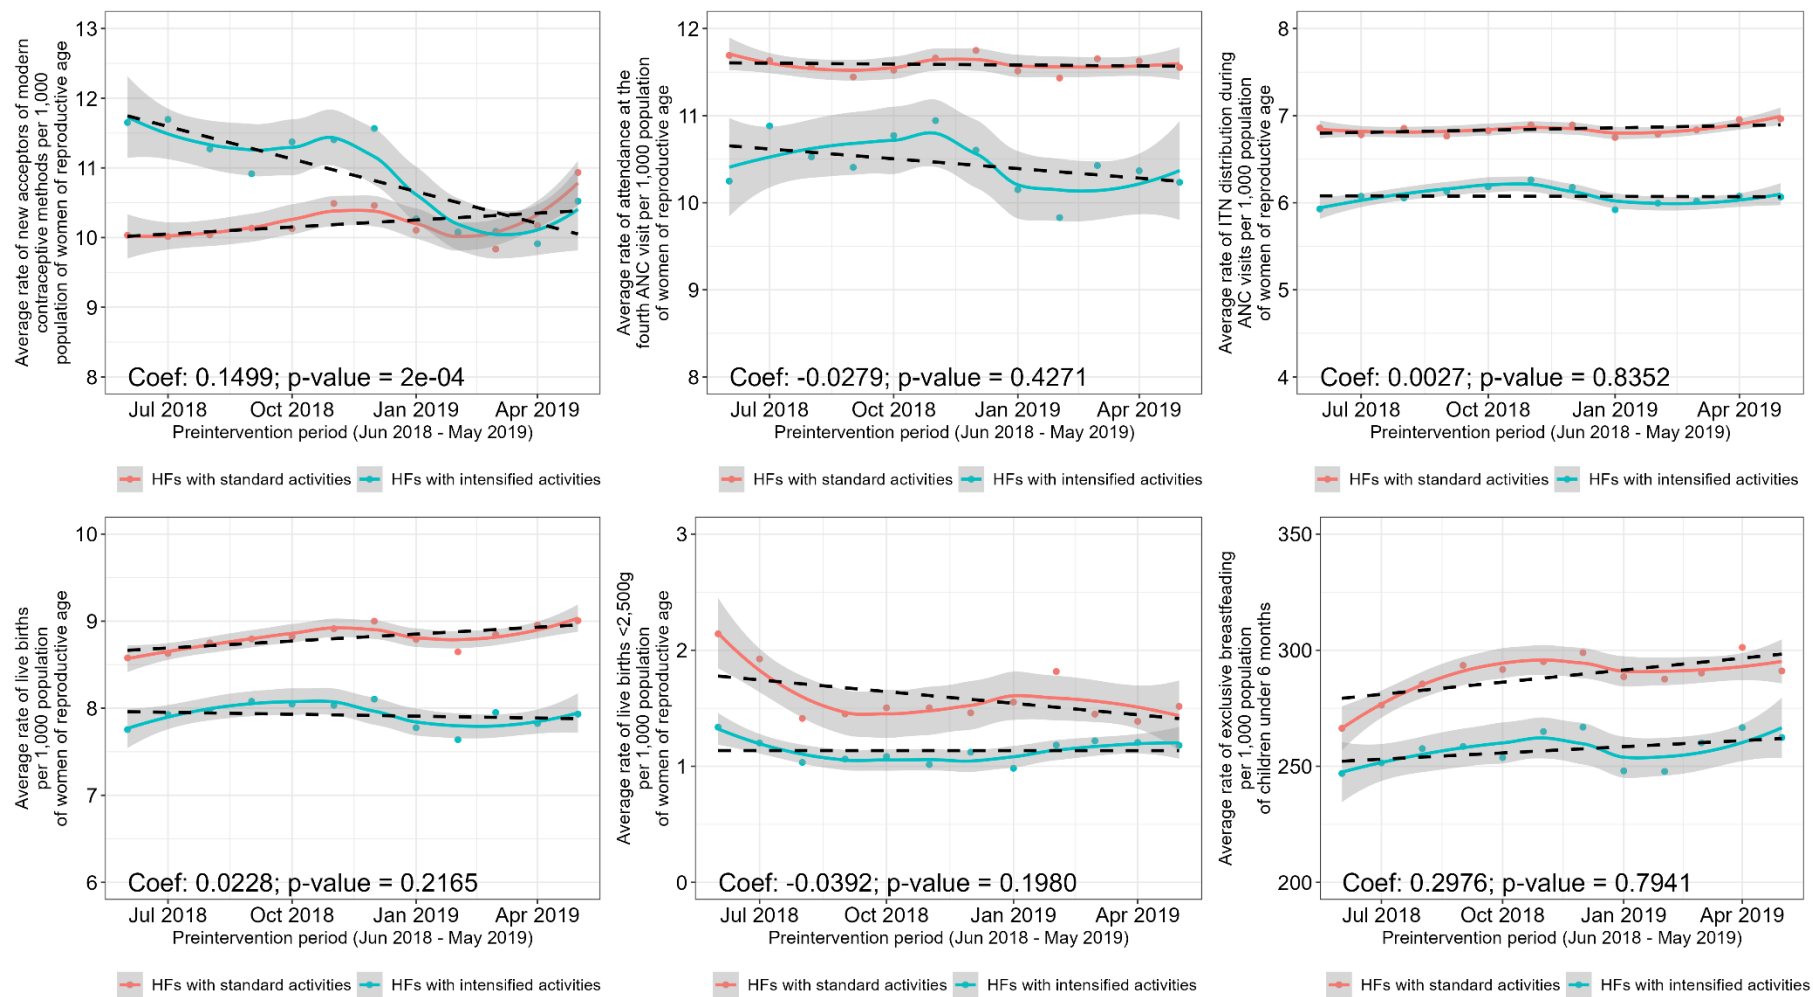 Average rate of new acceptors of modern
contraceptive methods per 1,000
population of women of reproductive age
13
12
11
10
9
8
Coef: 0.1499; p-value = 2e-04
Jul 2018 Oct 2018 Jan 2019 Apr 2019
Preintervention period (Jun 2018 - May 2019)
HFs with standard activities HFs with intensified activities
Average rate of attendance at the
fourth ANC visit per 1,000 population
of women of reproductive age
12
11
10
9
8
Coef: -0.0279; p-value = 0.4271
Jul 2018 Oct 2018 Jan 2019 Apr 2019
Preintervention period (Jun 2018 - May 2019)
HFs with standard activities HFs with intensified activities
Average rate of ITN distribution during
ANC visits per 1,000 population
of women of reproductive age
8
7
6
5
4
Coef: 0.0027; p-value = 0.8352
Jul 2018 Oct 2018 Jan 2019 Apr 2019
Preintervention period (Jun 2018 - May 2019)
HFs with standard activities HFs with intensified activities
Average rate of live births
per 1,000 population
of women of reproductive age
10
9
8
7
6
Coef: 0.0228; p-value = 0.2165
Jul 2018 Oct 2018 Jan 2019 Apr 2019
Preintervention period (Jun 2018 - May 2019)
HFs with standard activities HFs with intensified activities
Average rate of live births <2,500g
per 1,000 population
of women of reproductive age
3
2
1
0
Coef: -0.0392; p-value = 0.1980
Jul 2018 Oct 2018 Jan 2019 Apr 2019
Preintervention period (Jun 2018 - May 2019)
HFs with standard activities HFs with intensified activities
Average rate of exclusive breastfeading
per 1,000 population
of children under 6 months
350
300
250
200
Coef: 0.2976; p-value = 0.7941
Jul 2018 Oct 2018 Jan 2019 Apr 2019
Preintervention period (Jun 2018 - May 2019)
HFs with standard activities HFs with intensified activities